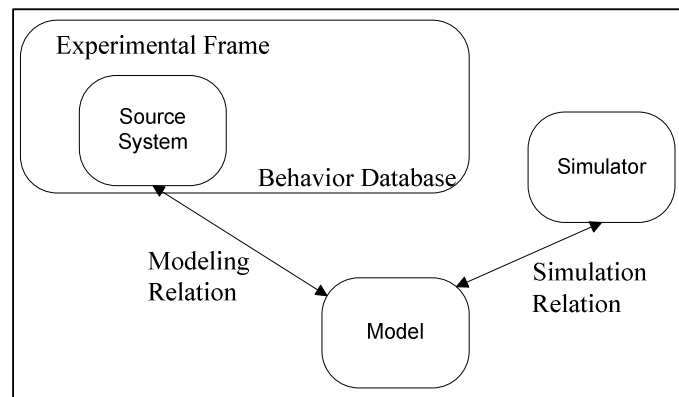 Experimental Frame
Source
System
Behavior Database
Simulator
Modeling
Relation
Simulation
Relation
Model